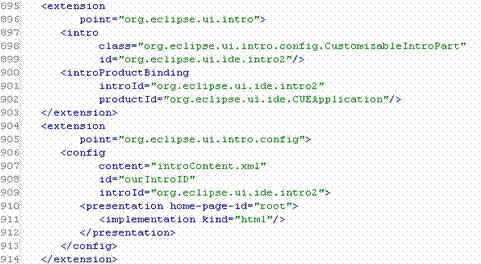 895 <extension
896 point="org.eclipse.ui.intro">
897 <intro
898 class="org.eclipse.ui.intro.config.CustomizableIntroPart"
899 id="org.eclipse.ui.ide.intro2"/>
900 <introProductBinding
901 introId="org.eclipse.ui.ide.intro2"
902 productId="org.eclipse.ui.ide.CUEApplication"/>
903 </extension>
904 <extension
905 point="org.eclipse.ui.intro.config">
906 <config
907 content="introContent.xml"
908 id="ourIntroID"
909 introId="org.eclipse.ui.ide.intro2">
910 <presentation home-page-id="root">
911 <implementation kind="html"/>
912 </presentation>
913 </config>
914 </extension>